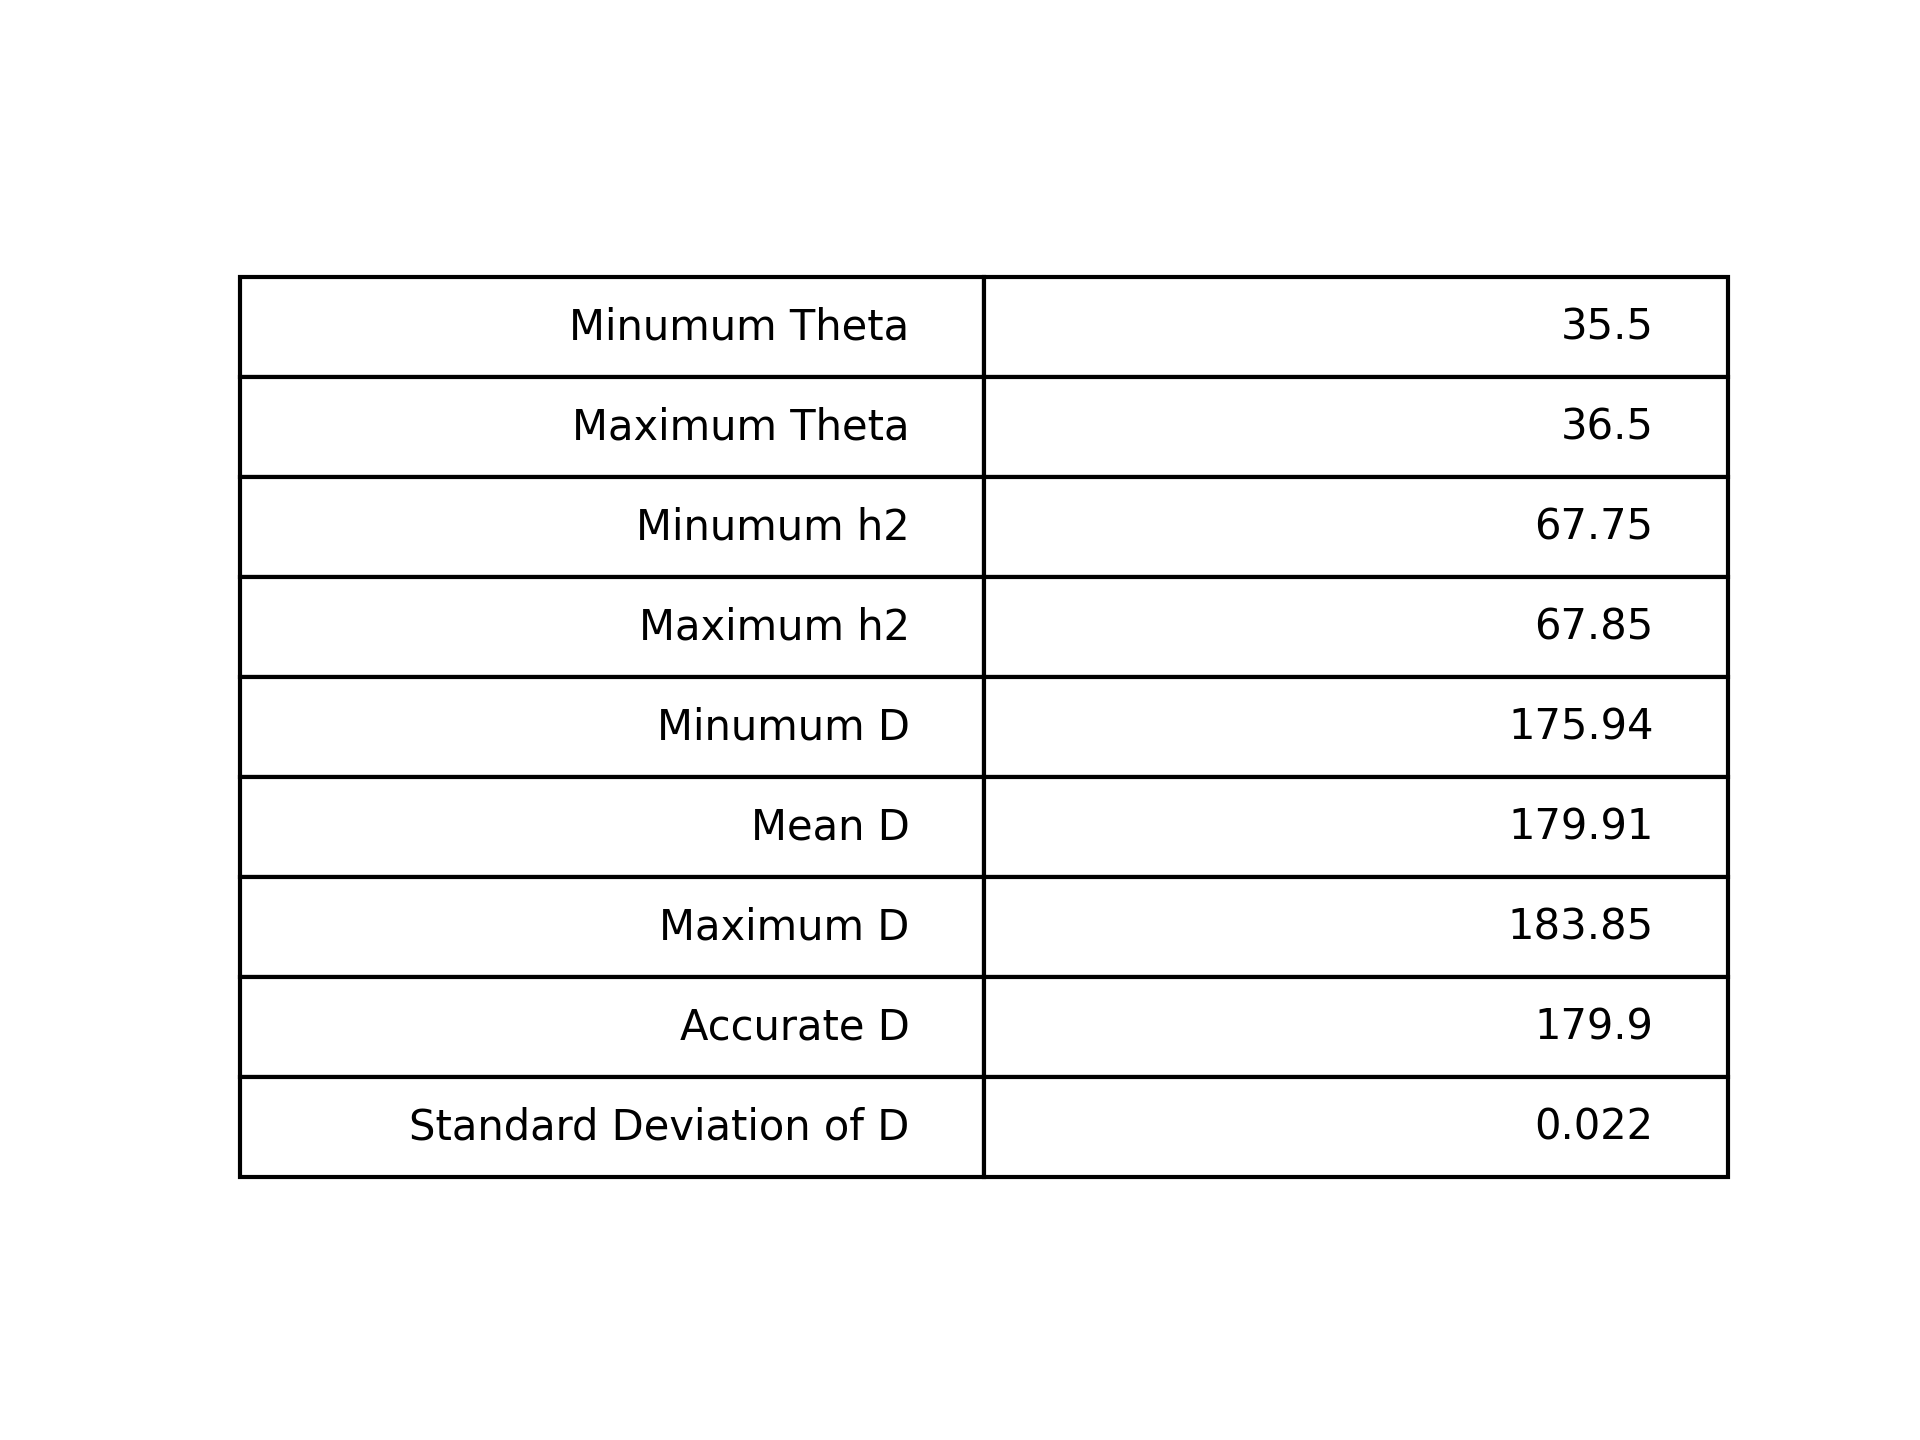 Minumum Theta 35.5
Maximum Theta 36.5
Minumum h2 67.75
Maximum h2 67.85
Minumum D 175.94
Mean D 179.91
Maximum D 183.85
Accurate D 179.9
Standard Deviation of D 0.022